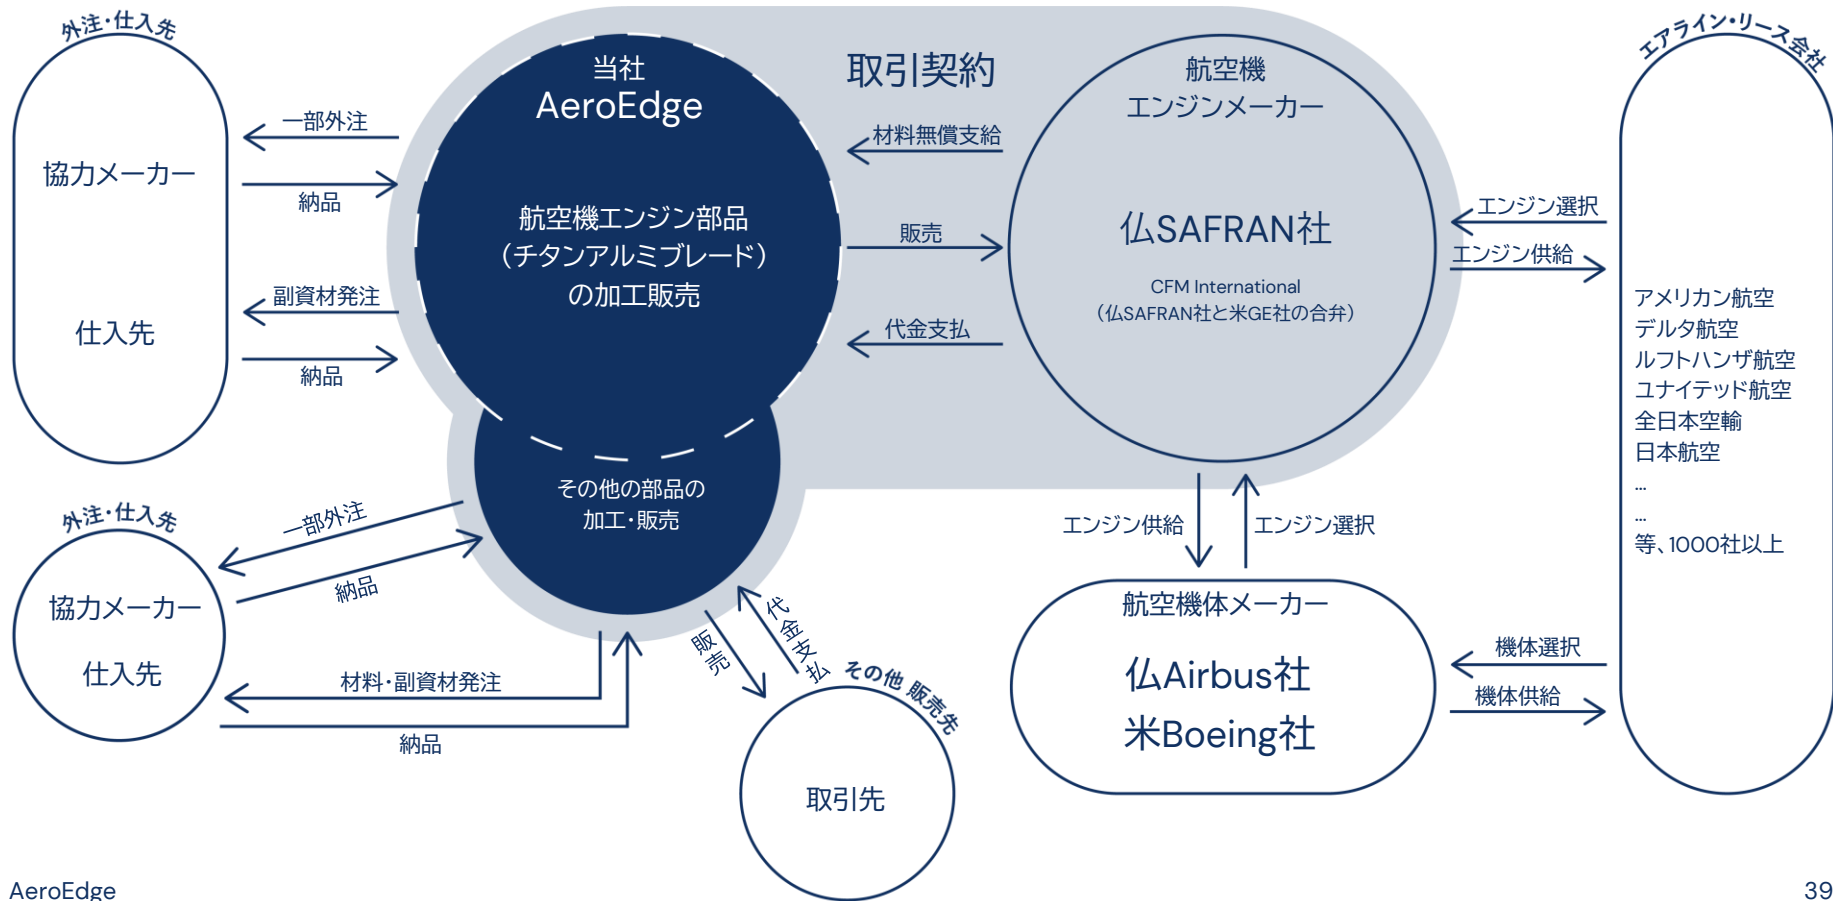 外注・仕入先
協力メーカー
仕入先
一部外注
納品
副資材発注
納品
当社
AeroEdge
航空機エンジン部品
（チタンアルミブレード）
の加工販売
その他の部品の
加工・販売
取引契約
材料無償支給
販売
代金支払
航空機
エンジンメーカー
仏SAFRAN社
CFM International
（仏SAFRAN社と米GE社の合弁）
エンジン選択
エンジン供給
エアライン・リース会社
アメリカン航空
デルタ航空
ルフトハンザ航空
ユナイテッド航空
全日本空輸
日本航空
...
...
等、1000社以上
外注・仕入先
協力メーカー
仕入先
一部外注
納品
材料・副資材発注
納品
販売
代金支払
その他 販売先
取引先
エンジン供給
エンジン選択
航空機体メーカー
仏Airbus社
米Boeing社
機体選択
機体供給
AeroEdge
39